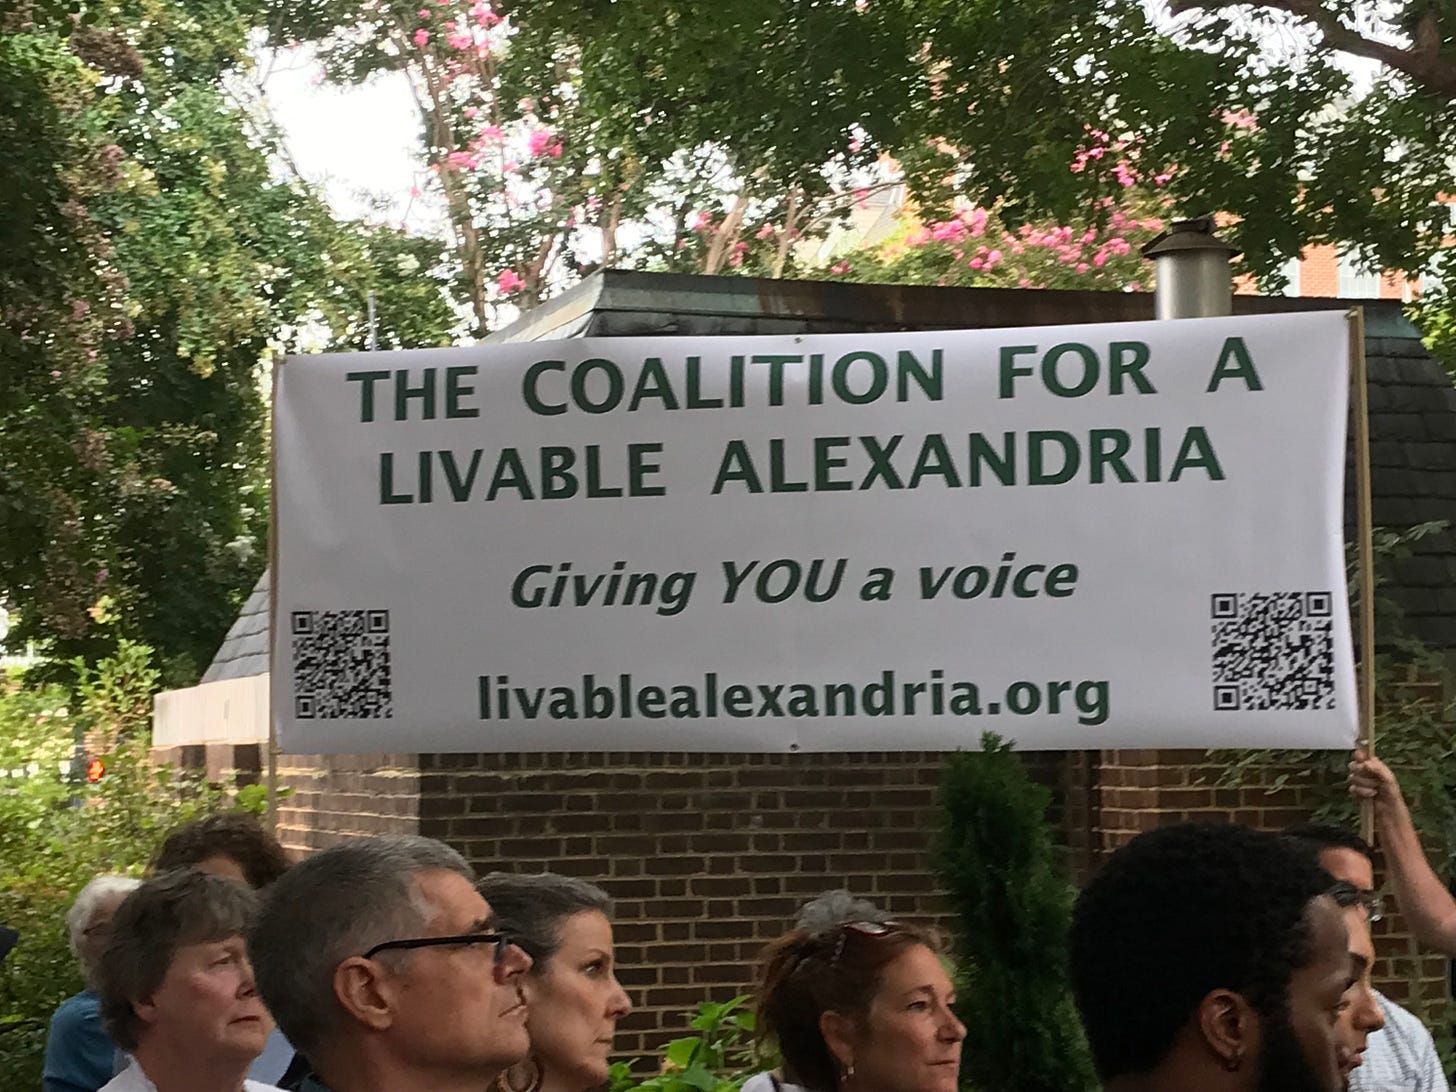 THE COALITION FOR A
LIVABLE ALEXANDRIA
Giving YOU a voice
livablealexandria.org